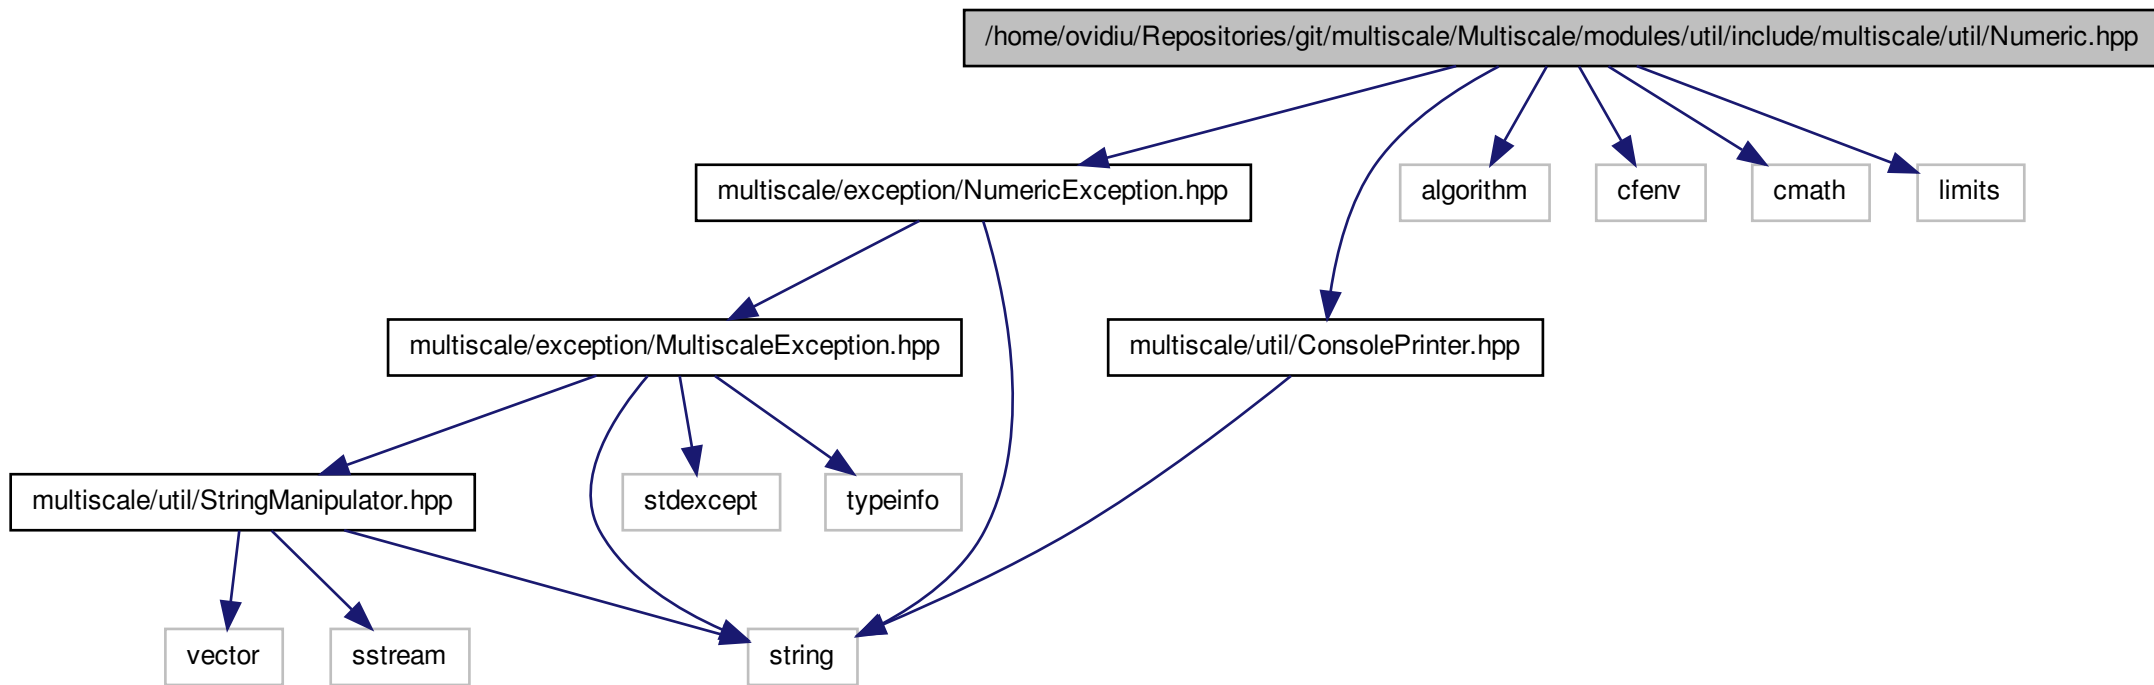 /home/ovidiu/Repositories/git/multiscale/Multiscale/modules/util/include/multiscale/util/Numeric.hpp
multiscale/exception/NumericException.hpp
algorithm
cfenv
cmath
limits
multiscale/exception/MultiscaleException.hpp
multiscale/util/ConsolePrinter.hpp
multiscale/util/StringManipulator.hpp
stdexcept
typeinfo
vector
sstream
string